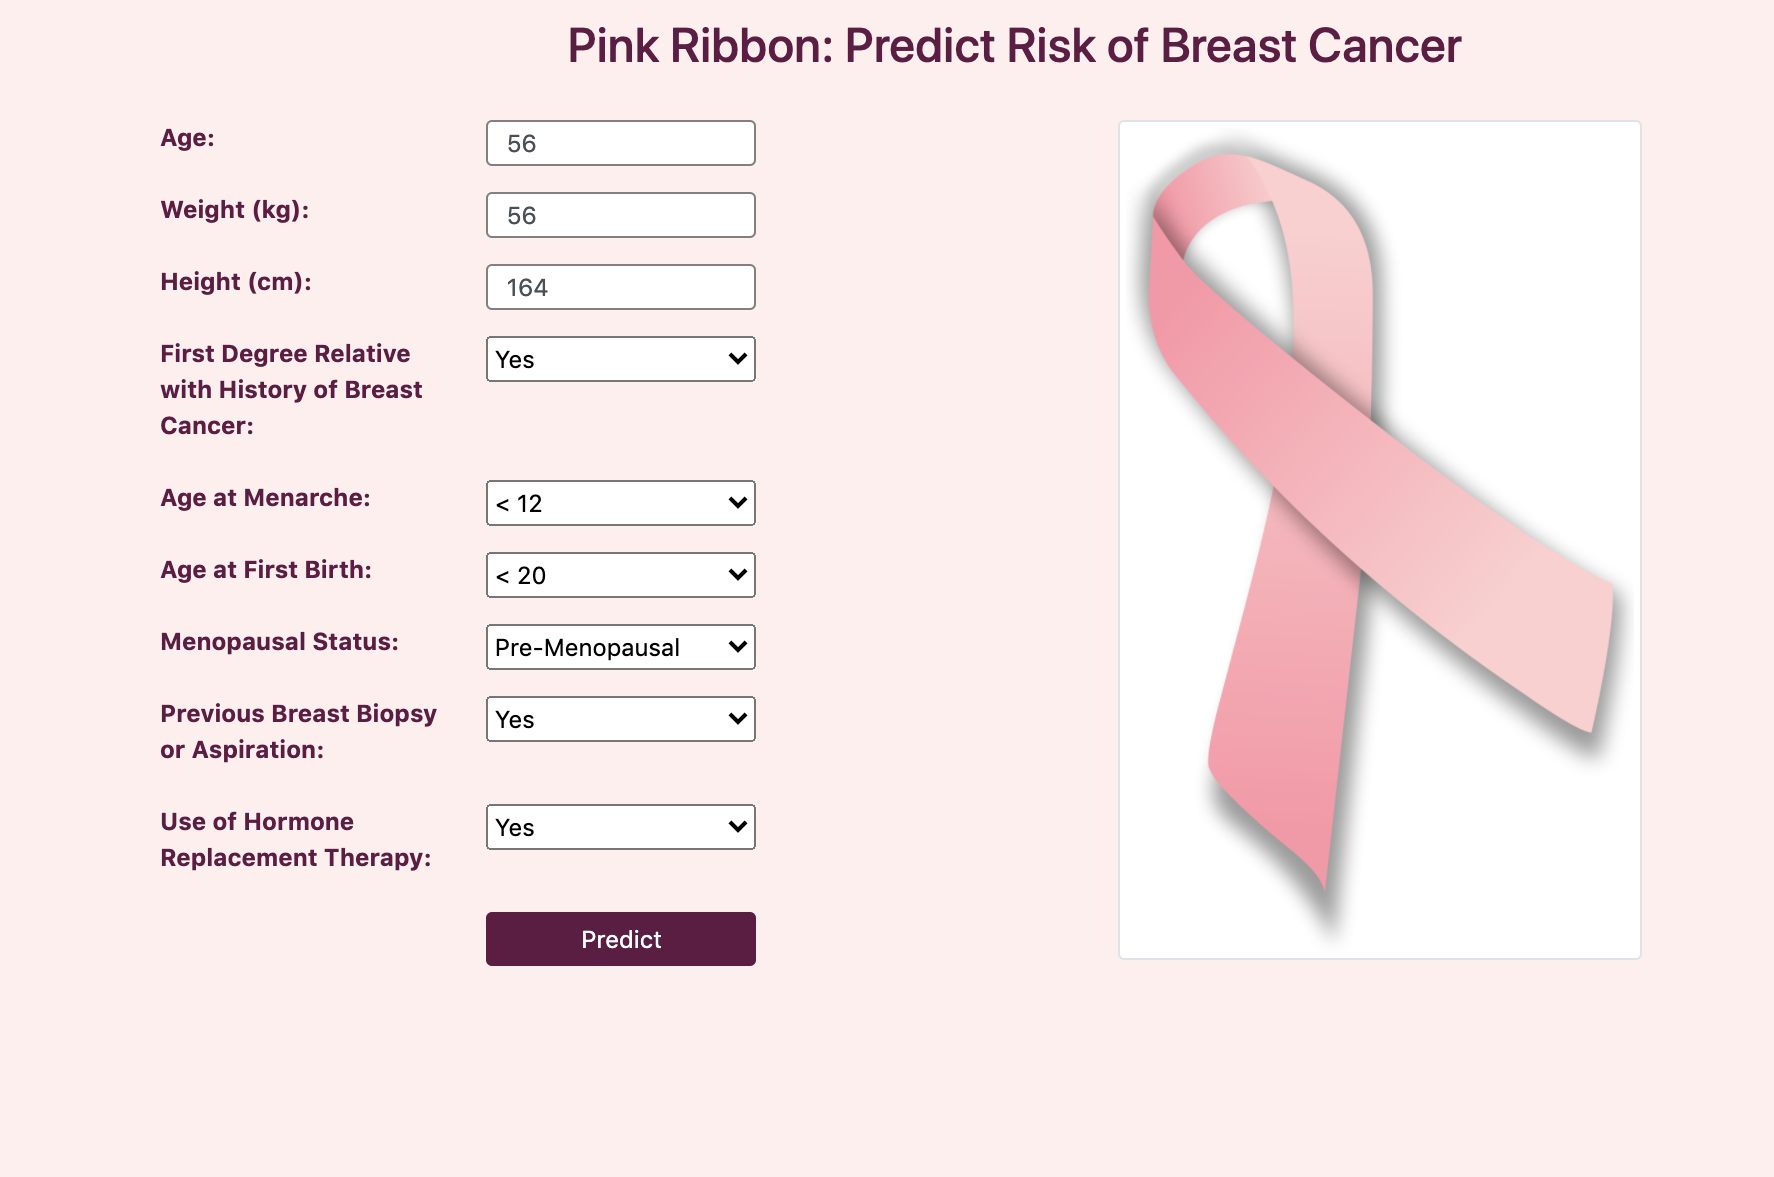 Pink Ribbon: Predict Risk of Breast Cancer
Age:
56
Weight (kg):
56
Height (cm):
164
First Degree Relative
with History of Breast
Cancer:
Yes
Age at Menarche:
< 12
Age at First Birth:
< 20
Menopausal Status:
Pre-Menopausal
Previous Breast Biopsy
or Aspiration:
Yes
Use of Hormone
Replacement Therapy:
Yes
Predict